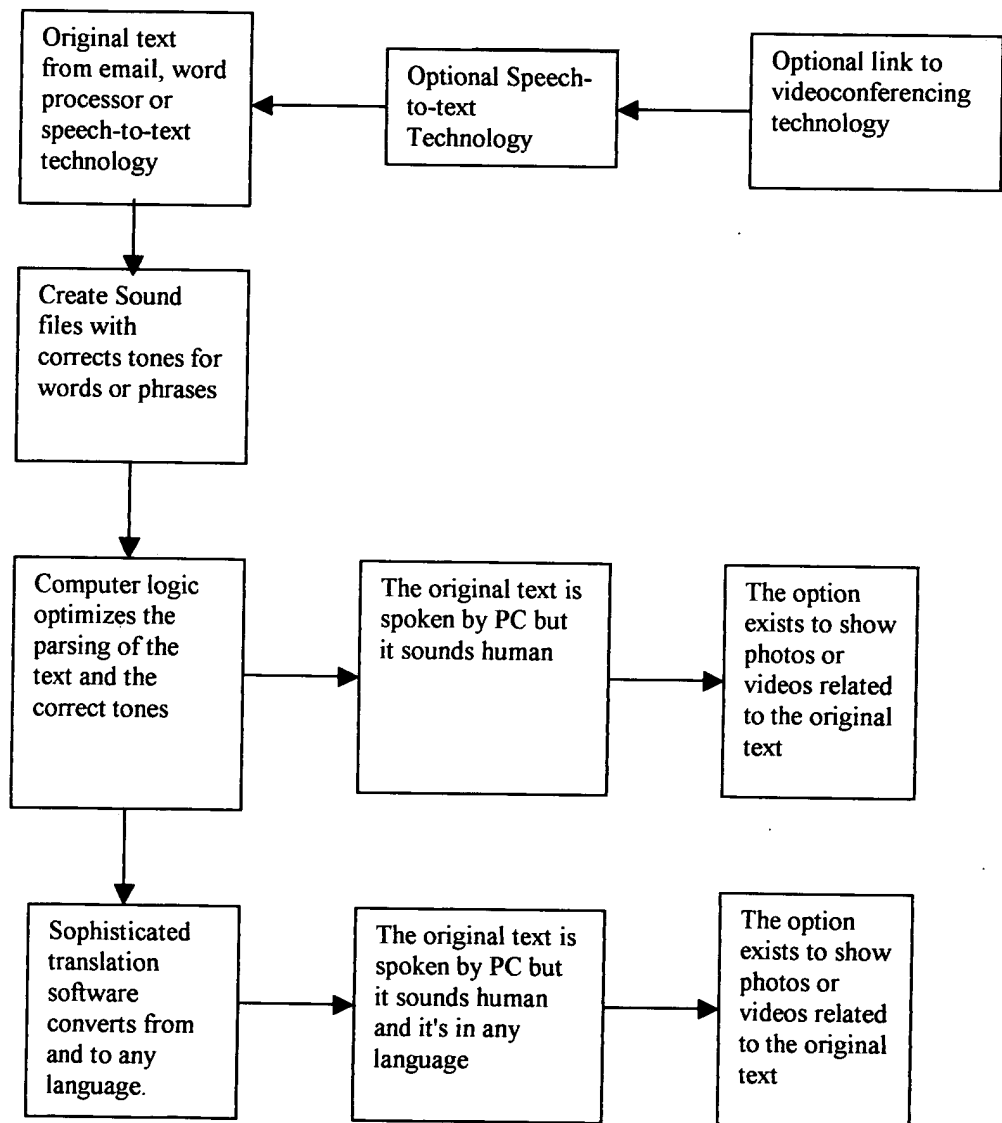 Original text
from email, word
processor or
speech-to-text
technology
Optional Speech-
to-text
Technology
Optional link to
videoconferencing
technology
Create Sound
files with
corrects tones for
words or phrases
Computer logic
optimizes the
parsing of the
text and the
correct tones
The original text is
spoken by PC but
it sounds human
The option
exists to show
photos or
videos related
to the original
text
Sophisticated
translation
software
converts from
and to any
language.
The original text is
spoken by PC but
it sounds human
and it's in any
language
The option
exists to show
photos or
videos related
to the original
text